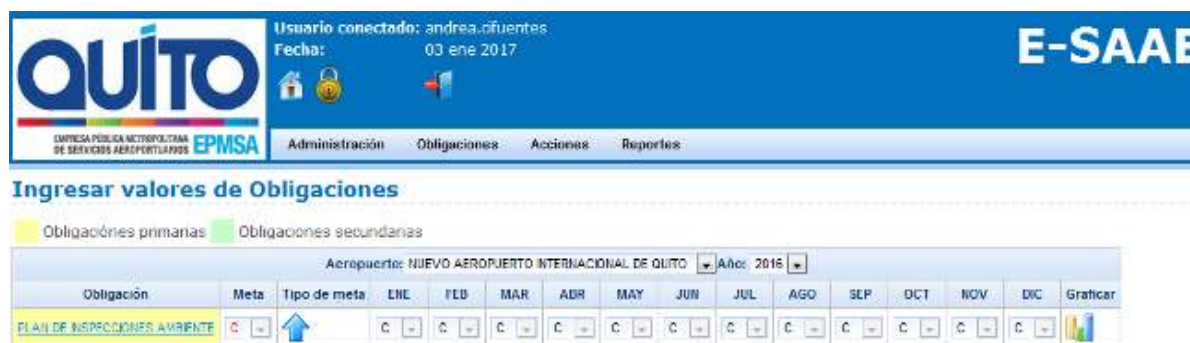 QUITO
EMPRESA PÚBLICA METROPOLITANA
DE SERVICIOS AEROPORTUARIOS EPMSA
Usuario conectado: andrea.cifuentes
Fecha: 03 ene 2017
E-SAAE
Administración Obligaciones Acciones Reportes
Ingresar valores de Obligaciones
Obligaciónes primarias Obligaciones secundarias
Aeropuerto: NUEVO AEROPUERTO INTERNACIONAL DE QUITO Año: 2016
Obligación Meta Tipo de meta ENE FEB MAR ABR MAY JUN JUL AGO SEP OCT NOV DIC Graficar
PLAN DE INSPECCIONES AMBIENTE C C C C C C C C C C C C C